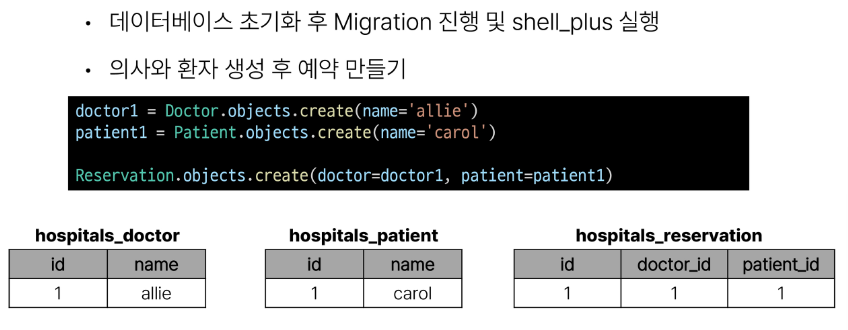 • 데이터베이스 초기화 후 Migration 진행 및 shell_plus 실행
• 의사와 환자 생성 후 예약 만들기
doctor1 = Doctor.objects.create(name='allie')
patient1 = Patient.objects.create(name='carol')
Reservation.objects.create(doctor=doctor1, patient=patient1)
hospitals_doctor hospitals_patient hospitals_reservation
id name id name id doctor_id patient_id
1 allie 1 carol 1 1 1